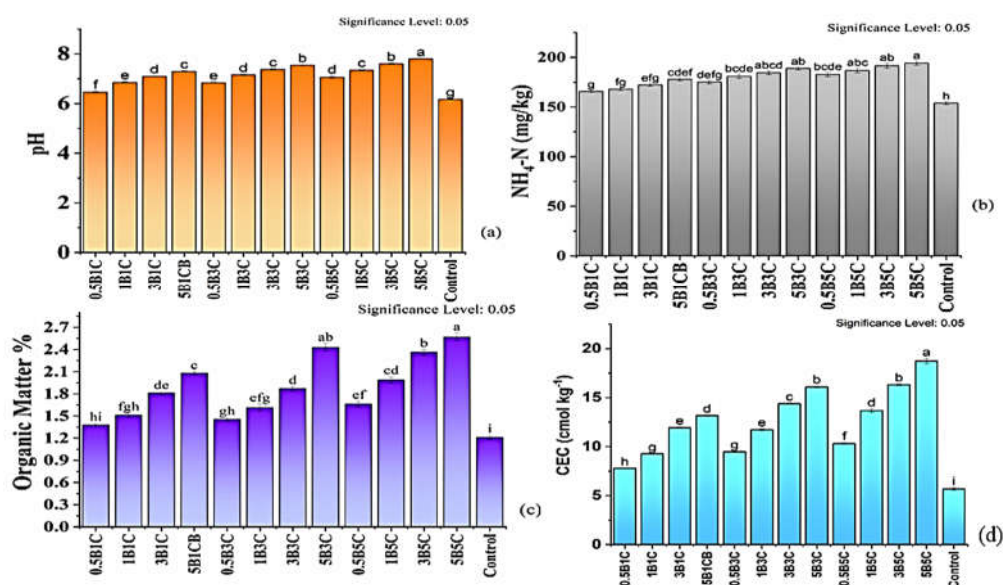 Significance Level: 0.05
pH
8
6
4
2
0
f e d c e d c b d c b a g
0.5B1C 1B1C 3B1C 5B1CB 0.5B3C 1B3C 3B3C 5B3C 0.5B5C 1B5C 3B5C 5B5C Control
(a)
Significance Level: 0.05
NH4-N (mg/kg)
200
150
100
50
0
g fg efg cdef defg bcde abcd ab bcde abc ab a h
0.5B1C 1B1C 3B1C 5B1CB 0.5B3C 1B3C 3B3C 5B3C 0.5B5C 1B5C 3B5C 5B5C Control
(b)
Significance Level: 0.05
Organic Matter %
2.7
2.4
2.1
1.8
1.5
1.2
0.9
0.6
0.3
0.0
hi fgh de c gh efg d ab ef cd b a i
0.5B1C 1B1C 3B1C 5B1CB 0.5B3C 1B3C 3B3C 5B3C 0.5B5C 1B5C 3B5C 5B5C Control
(c)
Significance Level: 0.05
CEC (cmol kg-1)
20
15
10
5
0
h g e d g e c b f d b a i
0.5B1C 1B1C 3B1C 5B1CB 0.5B3C 1B3C 3B3C 5B3C 0.5B5C 1B5C 3B5C 5B5C Control
(d)